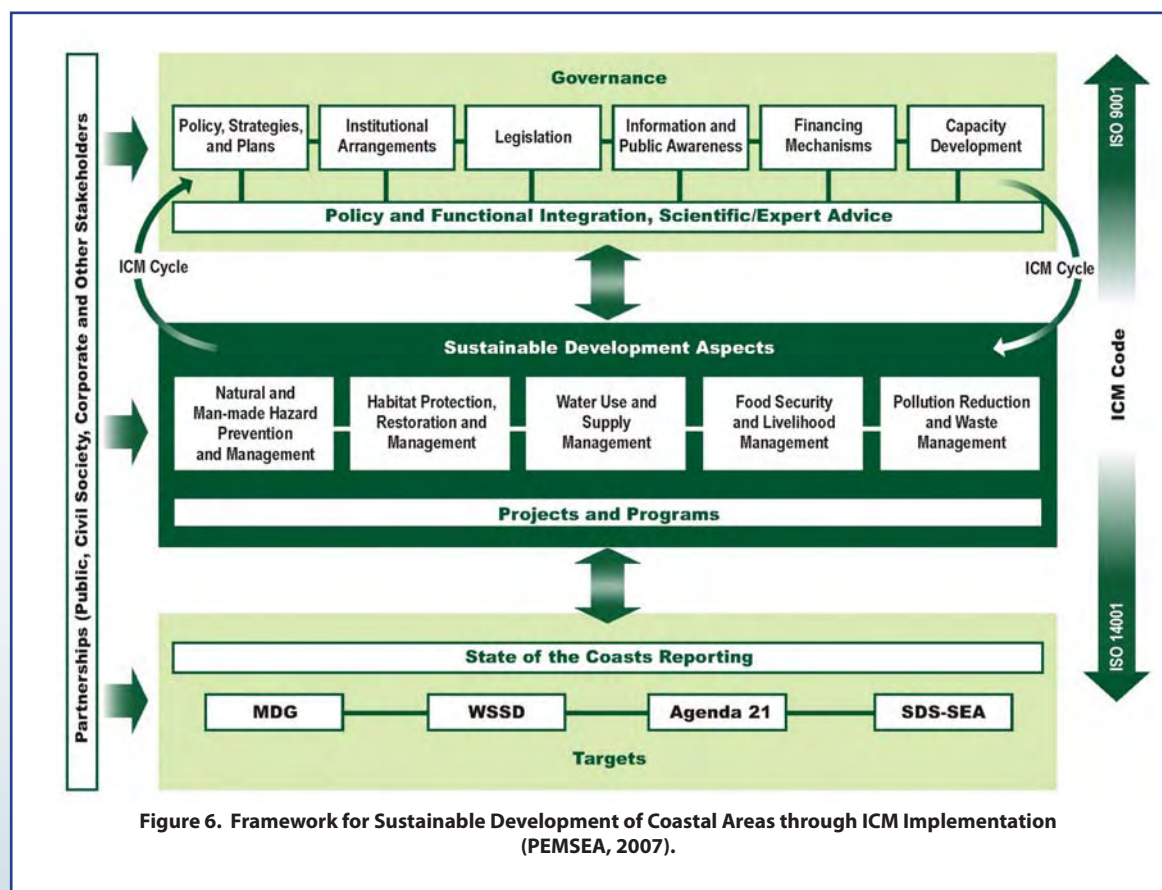 Partnerships (Public, Civil Society, Corporate and Other Stakeholders
Governance
Policy, Strategies,
and Plans
Institutional
Arrangements
Legislation
Information and
Public Awareness
Financing
Mechanisms
Capacity
Development
Policy and Functional Integration, Scientific/Expert Advice
ICM Cycle
ICM Cycle
Sustainable Development Aspects
Natural and
Man-made Hazard
Prevention
and Management
Habitat Protection,
Restoration and
Management
Water Use and
Supply
Management
Food Security
and Livelihood
Management
Pollution Reduction
and Waste
Management
Projects and Programs
State of the Coasts Reporting
MDG
WSSD
Agenda 21
SDS-SEA
Targets
ISO 9001
ICM Code
ISO 14001
Figure 6. Framework for Sustainable Development of Coastal Areas through ICM Implementation
(PEMSEA, 2007).